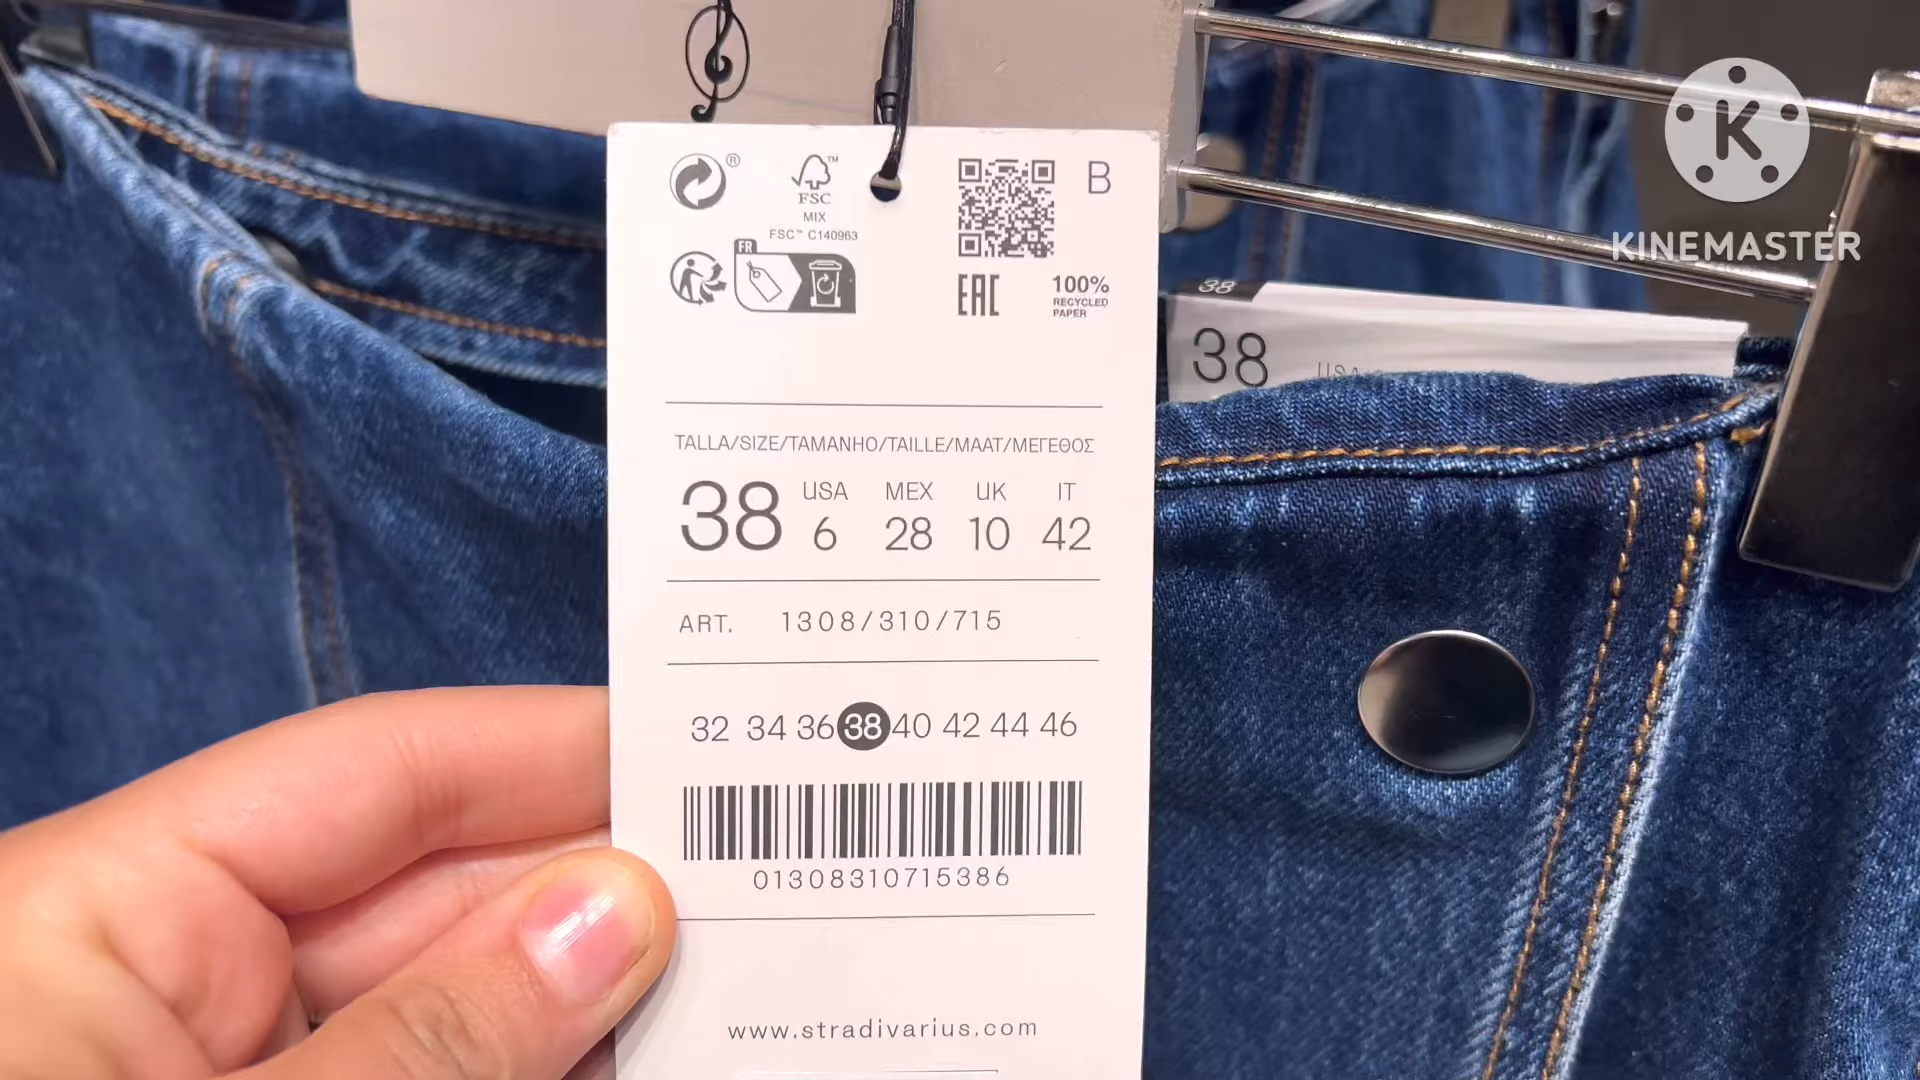 ®
B
FSC™
MIX
FSC™ C140963
FR
EAC
100%
RECYCLED
PAPER
TALLA/SIZE/TAMANHO/TAILLE/MAAT/ΜΕΓΕΘΟΣ
38 USA MEX UK IT
6 28 10 42
ART. 1308/310/715
32 34 36 38 40 42 44 46
01308310715386
www.stradivarius.com
38
38 USA
K
KINEMASTER